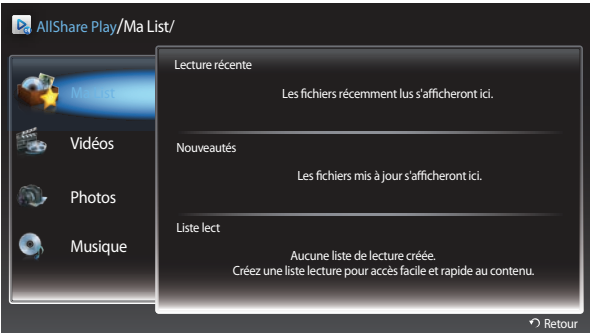 AllShare Play/Ma List/
Ma List
Vidéos
Photos
Musique
Lecture récente
Les fichiers récemment lus s'afficheront ici.
Nouveautés
Les fichiers mis à jour s'afficheront ici.
Liste lect
Aucune liste de lecture créée.
Créez une liste lecture pour accès facile et rapide au contenu.
Retour